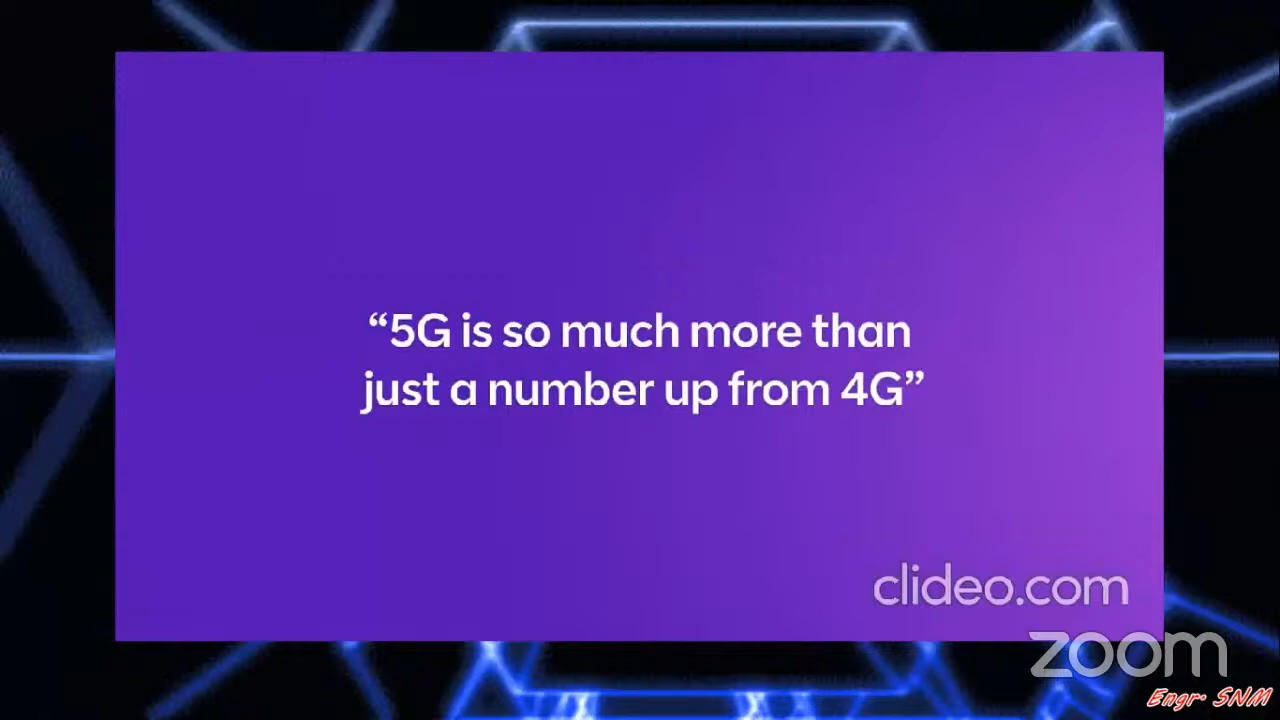 “5G is so much more than
just a number up from 4G”
clideo.com
zoom
Engr. SNM